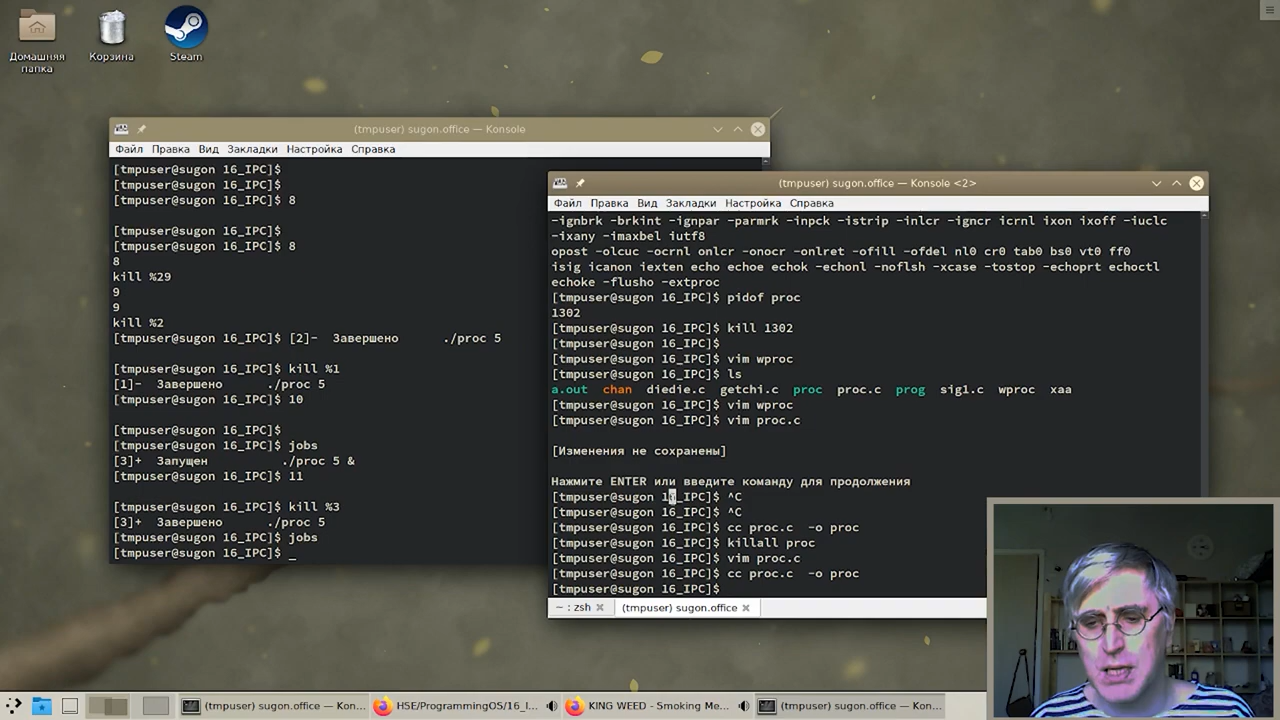 Домашняя
папка
Корзина
Steam
(tmpuser) sugon.office — Konsole
Файл Правка Вид Закладки Настройка Справка
[tmpuser@sugon 16_IPC]$
[tmpuser@sugon 16_IPC]$
[tmpuser@sugon 16_IPC]$ 8
[tmpuser@sugon 16_IPC]$
[tmpuser@sugon 16_IPC]$ 8
8
kill %29
9
9
kill %2
[tmpuser@sugon 16_IPC]$ [2]- Завершено ./proc 5
[tmpuser@sugon 16_IPC]$ kill %1
[1]- Завершено ./proc 5
[tmpuser@sugon 16_IPC]$ 10
[tmpuser@sugon 16_IPC]$
[tmpuser@sugon 16_IPC]$ jobs
[3]+ Запущен ./proc 5 &
[tmpuser@sugon 16_IPC]$ 11
[tmpuser@sugon 16_IPC]$ kill %3
[3]+ Завершено ./proc 5
[tmpuser@sugon 16_IPC]$ jobs
[tmpuser@sugon 16_IPC]$ _
(tmpuser) sugon.office — Konsole <2>
Файл Правка Вид Закладки Настройка Справка
-ignbrk -brkint -ignpar -parmrk -inpck -istrip -inlcr -igncr icrnl ixon ixoff -iuclc
-ixany -imaxbel iutf8
opost -olcuc -ocrnl onlcr -onocr -onlret -ofill -ofdel nl0 cr0 tab0 bs0 vt0 ff0
isig icanon iexten echo echoe echok -echonl -noflsh -xcase -tostop -echoprt echoctl
echoke -flusho -extproc
[tmpuser@sugon 16_IPC]$ pidof proc
1302
[tmpuser@sugon 16_IPC]$ kill 1302
[tmpuser@sugon 16_IPC]$
[tmpuser@sugon 16_IPC]$ vim wproc
[tmpuser@sugon 16_IPC]$ ls
a.out chan diedie.c getchi.c proc proc.c prog sig1.c wproc xaa
[tmpuser@sugon 16_IPC]$ vim wproc
[tmpuser@sugon 16_IPC]$ vim proc.c
[Изменения не сохранены]
Нажмите ENTER или введите команду для продолжения
[tmpuser@sugon 16_IPC]$ ^C
[tmpuser@sugon 16_IPC]$ ^C
[tmpuser@sugon 16_IPC]$ cc proc.c -o proc
[tmpuser@sugon 16_IPC]$ killall proc
[tmpuser@sugon 16_IPC]$ vim proc.c
[tmpuser@sugon 16_IPC]$ cc proc.c -o proc
[tmpuser@sugon 16_IPC]$
~ : zsh (tmpuser) sugon.office
(tmpuser) sugon.office — Kon... HSE/ProgrammingOS/16_I... KING WEED - Smoking Me... (tmpuser) sugon.office — Kon...